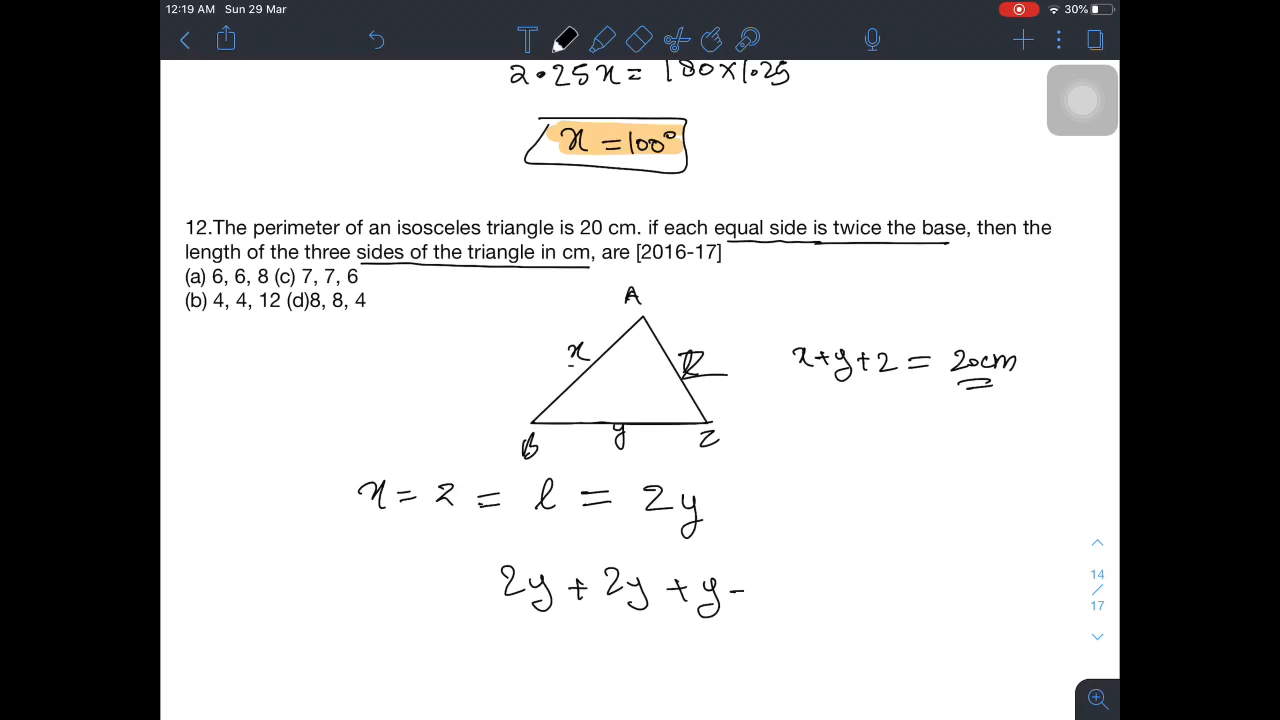 12:19 AM Sun 29 Mar
30%
T
2.25x = 180x1.25
x = 100°
12.The perimeter of an isosceles triangle is 20 cm. if each equal side is twice the base, then the
length of the three sides of the triangle in cm, are [2016-17]
(a) 6, 6, 8 (c) 7, 7, 6
(b) 4, 4, 12 (d)8, 8, 4
A
x
x+y+z = 20cm
B
y
x = z = l = 2y
14
/
17
2y + 2y + y -